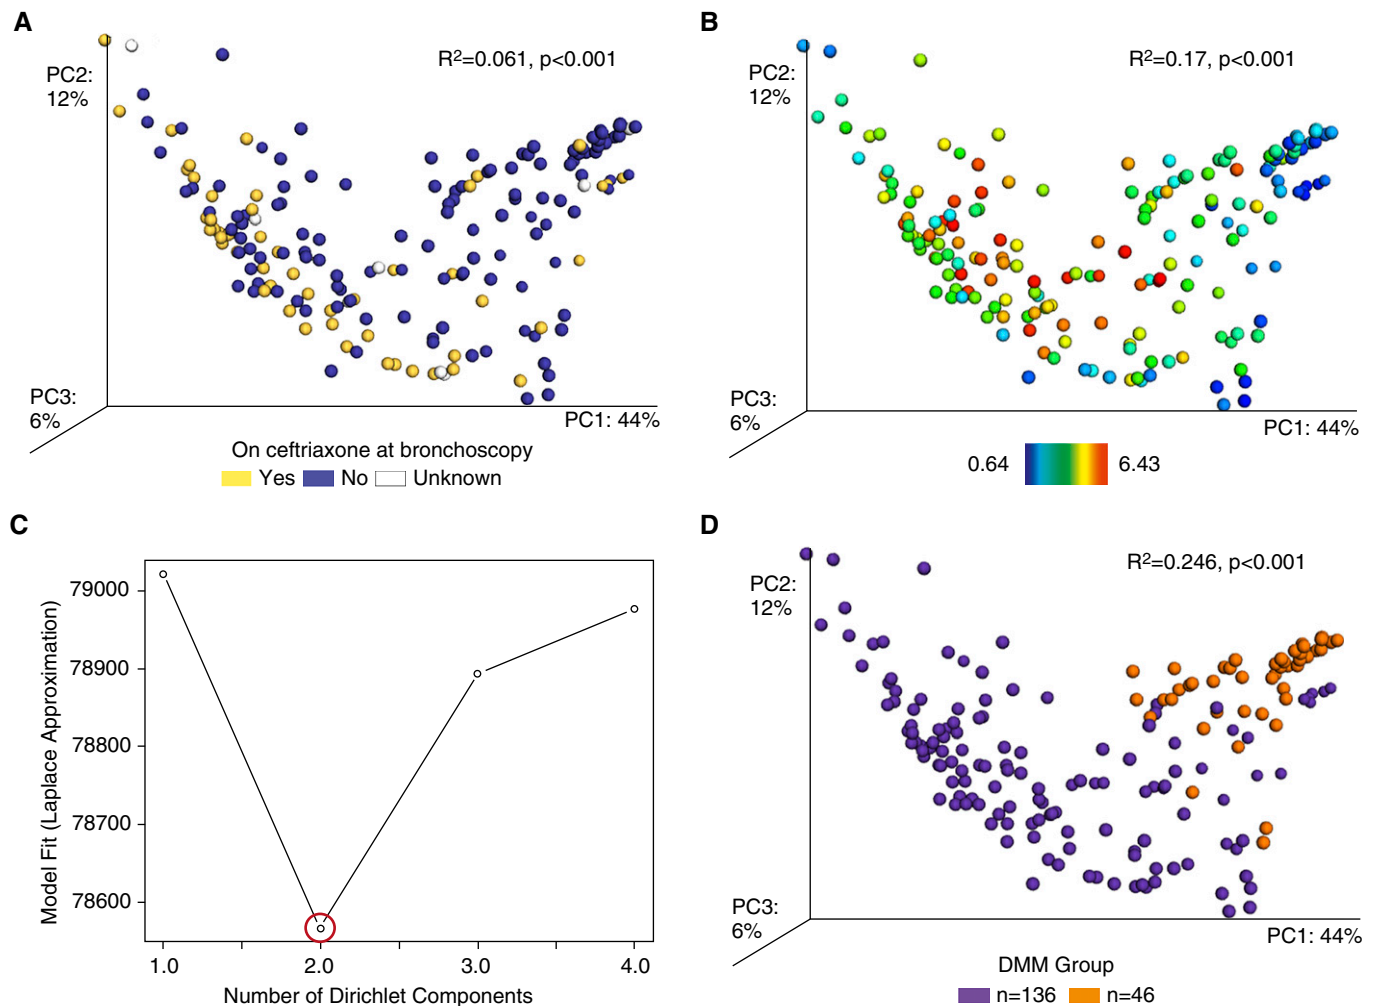 A
R²=0.061, p<0.001
PC2:
12%
PC3:
6%
PC1: 44%
On ceftriaxone at bronchoscopy
Yes No Unknown
B
R²=0.17, p<0.001
PC2:
12%
PC3:
6%
PC1: 44%
0.64 6.43
C
Model Fit (Laplace Approximation)
79000
78900
78800
78700
78600
1.0 2.0 3.0 4.0
Number of Dirichlet Components
D
R²=0.246, p<0.001
PC2:
12%
PC3:
6%
PC1: 44%
DMM Group
n=136 n=46